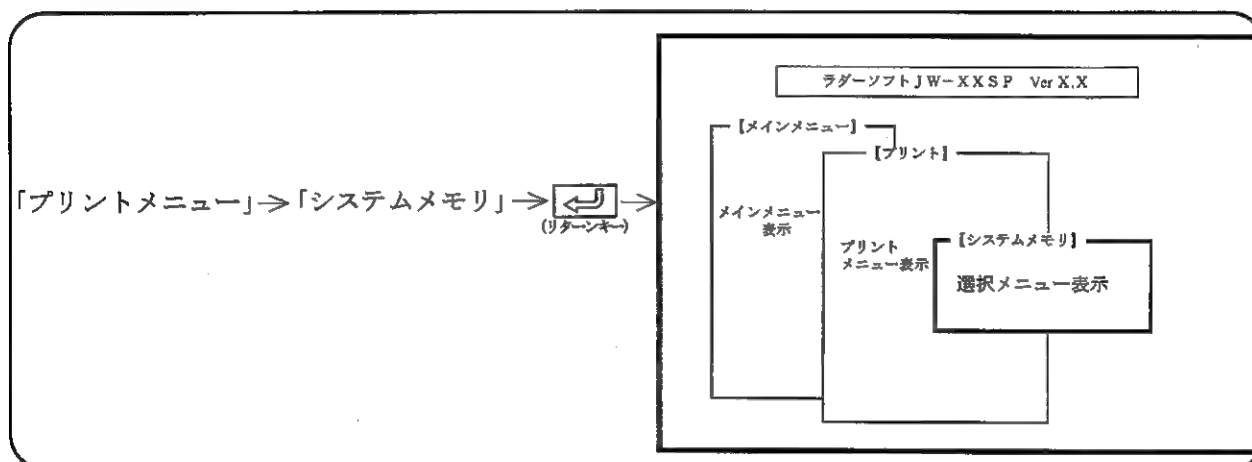 「プリントメニュー」→「システムメモリ」→
(リターンキー)
→
ラダーソフトJW-XXSP Ver X.X
【メインメニュー】
【プリント】
メインメニュー
表示
プリント
メニュー表示
【システムメモリ】
選択メニュー表示